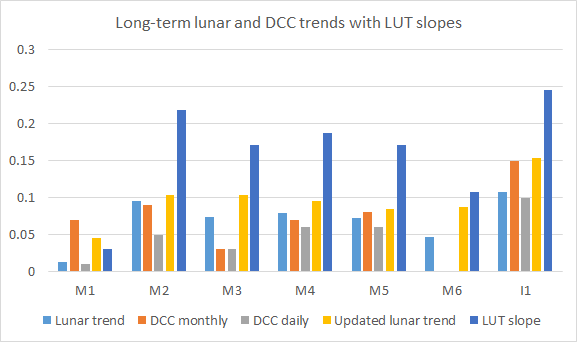 Long-term lunar and DCC trends with LUT slopes
0.3
0.25
0.2
0.15
0.1
0.05
0
M1 M2 M3 M4 M5 M6 I1
Lunar trend DCC monthly DCC daily Updated lunar trend LUT slope